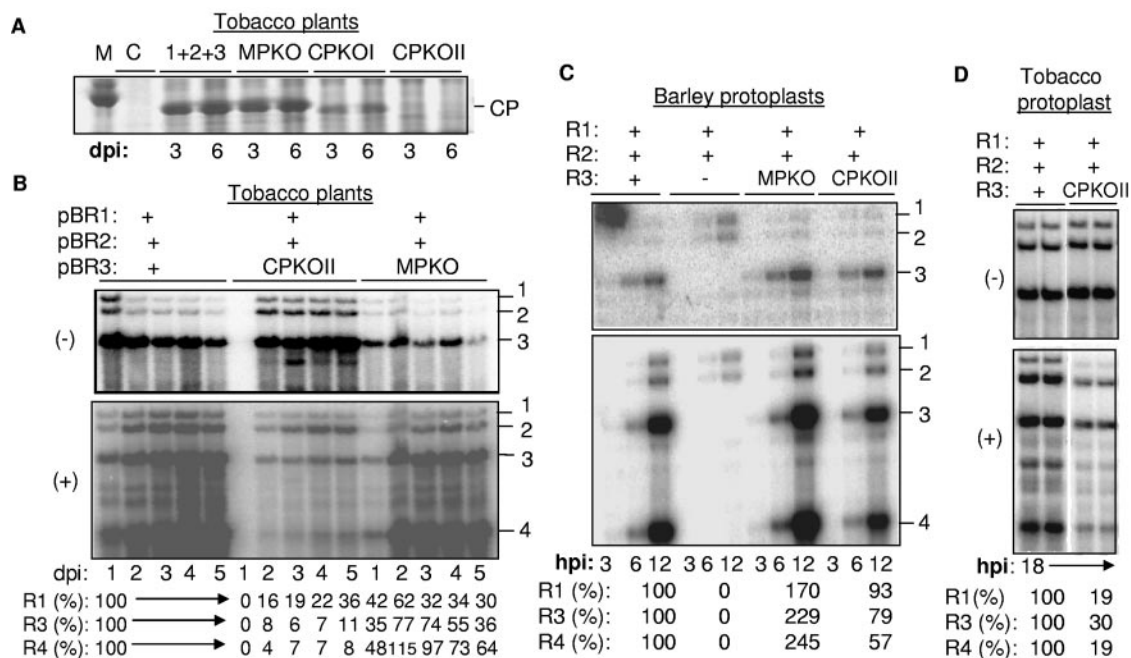 A
Tobacco plants
M C 1+2+3 MPKO CPKOI CPKOII
CP
dpi: 3 6 3 6 3 6 3 6
B
Tobacco plants
pBR1: + + +
pBR2: + + +
pBR3: + CPKOII MPKO
(-)
1
2
3
(+)
1
2
3
4
dpi: 1 2 3 4 5 1 2 3 4 5 1 2 3 4 5
R1 (%): 100 0 16 19 22 36 42 62 32 34 30
R3 (%): 100 0 8 6 7 11 35 77 74 55 36
R4 (%): 100 0 4 7 7 8 48 115 97 73 64
C
Barley protoplasts
R1: + + + +
R2: + + + +
R3: + - MPKO CPKOII
1
2
3
1
2
3
4
hpi: 3 6 12 3 6 12 3 6 12 3 6 12
R1 (%) 100 0 170 93
R3 (%): 100 0 229 79
R4 (%): 100 0 245 57
D
Tobacco
protoplast
R1: + +
R2: + +
R3: + CPKOII
(-)
(+)
hpi: 18
R1(%) 100 19
R3 (%): 100 30
R4 (%): 100 19